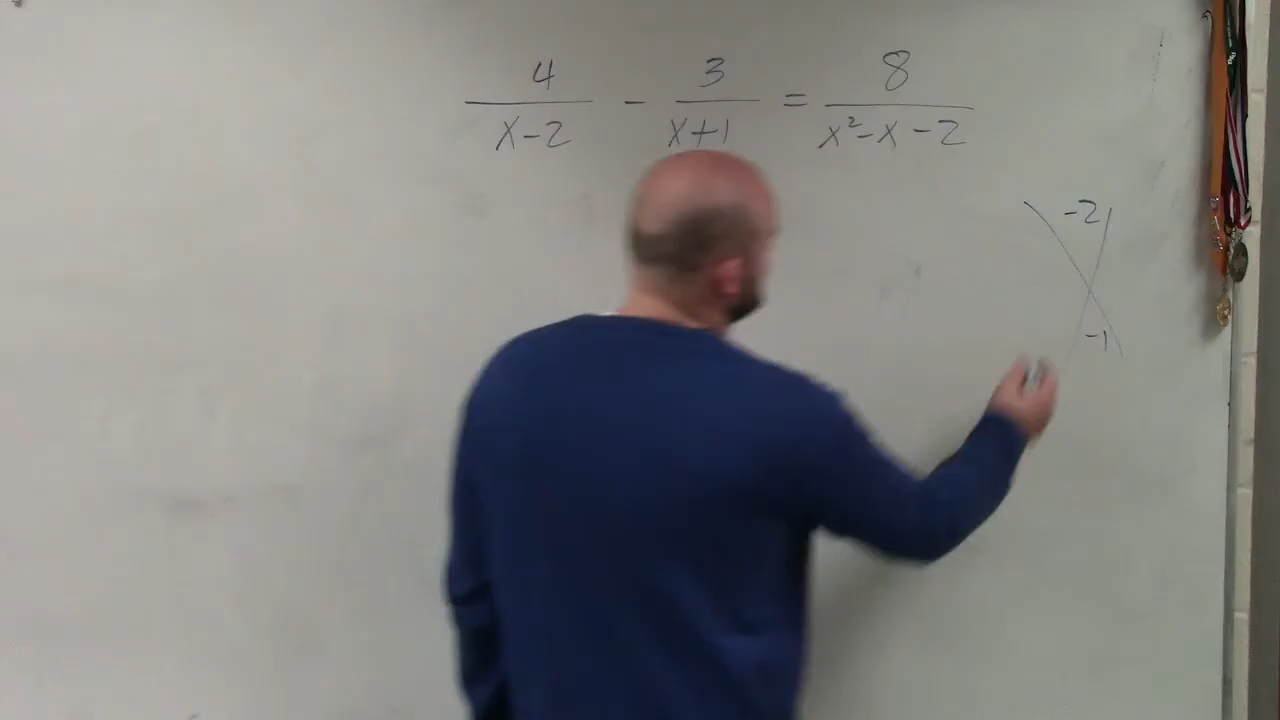 4/(x-2) - 3/(x+1) = 8/(x²-x-2)
-2
-1